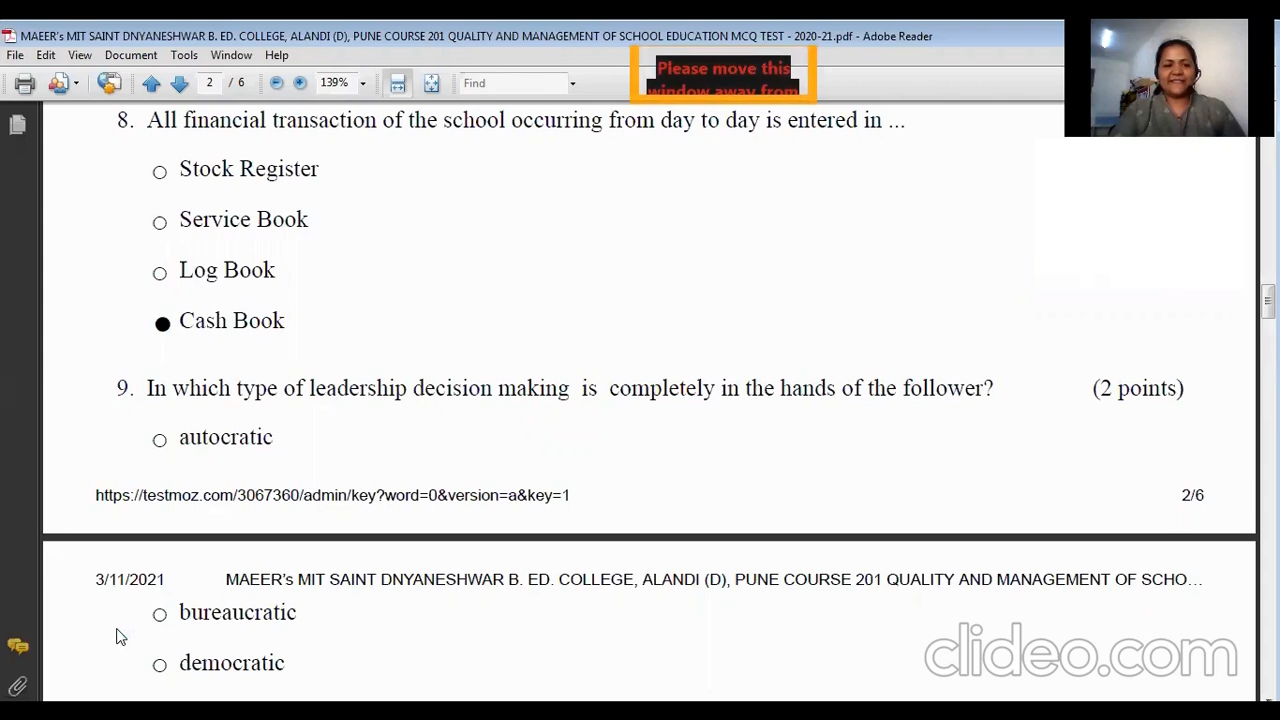 MAEER's MIT SAINT DNYANESHWAR B. ED. COLLEGE, ALANDI (D), PUNE COURSE 201 QUALITY AND MANAGEMENT OF SCHOOL EDUCATION MCQ TEST - 2020-21.pdf - Adobe Reader
File Edit View Document Tools Window Help
2 / 6 139% Find
Please move this
window away from
8. All financial transaction of the school occurring from day to day is entered in ...
Stock Register
Service Book
Log Book
Cash Book
9. In which type of leadership decision making is completely in the hands of the follower? (2 points)
autocratic
https://testmoz.com/3067360/admin/key?word=0&version=a&key=1 2/6
3/11/2021 MAEER's MIT SAINT DNYANESHWAR B. ED. COLLEGE, ALANDI (D), PUNE COURSE 201 QUALITY AND MANAGEMENT OF SCHO...
bureaucratic
democratic
clideo.com